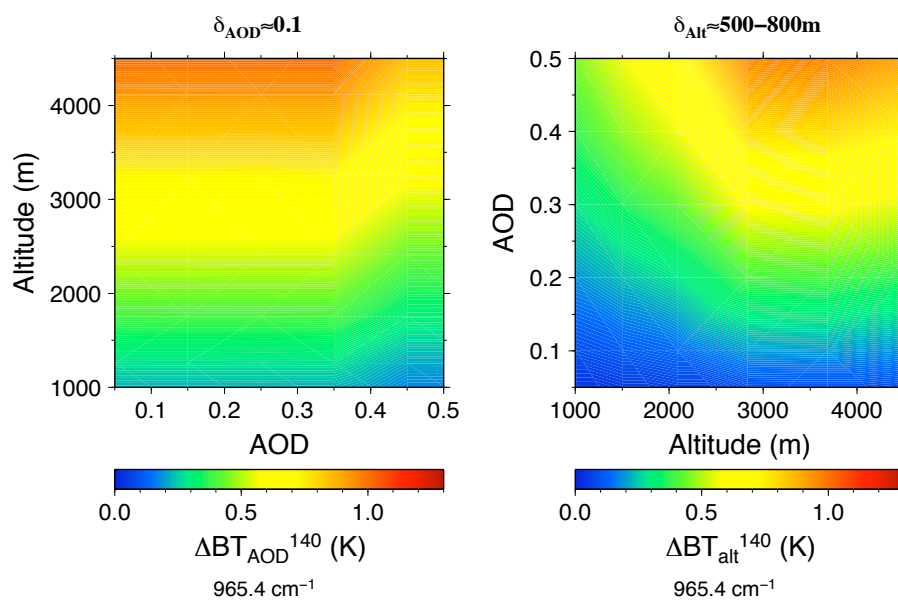 δAOD≈0.1
4000
3000
2000
1000
Altitude (m)
0.1 0.2 0.3 0.4 0.5
AOD
0.0 0.5 1.0
ΔBTAOD140 (K)
965.4 cm−1
δAlt≈500−800m
0.5
0.4
0.3
0.2
0.1
AOD
1000 2000 3000 4000
Altitude (m)
0.0 0.5 1.0
ΔBTalt140 (K)
965.4 cm−1